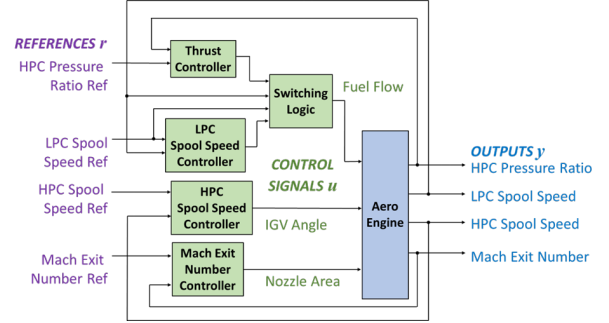 REFERENCES r
HPC Pressure
Ratio Ref
LPC Spool
Speed Ref
HPC Spool
Speed Ref
Mach Exit
Number Ref
Thrust
Controller
LPC
Spool Speed
Controller
HPC
Spool Speed
Controller
Mach Exit
Number
Controller
Switching
Logic
Fuel Flow
CONTROL
SIGNALS u
IGV Angle
Nozzle Area
Aero
Engine
OUTPUTS y
HPC Pressure Ratio
LPC Spool Speed
HPC Spool Speed
Mach Exit Number